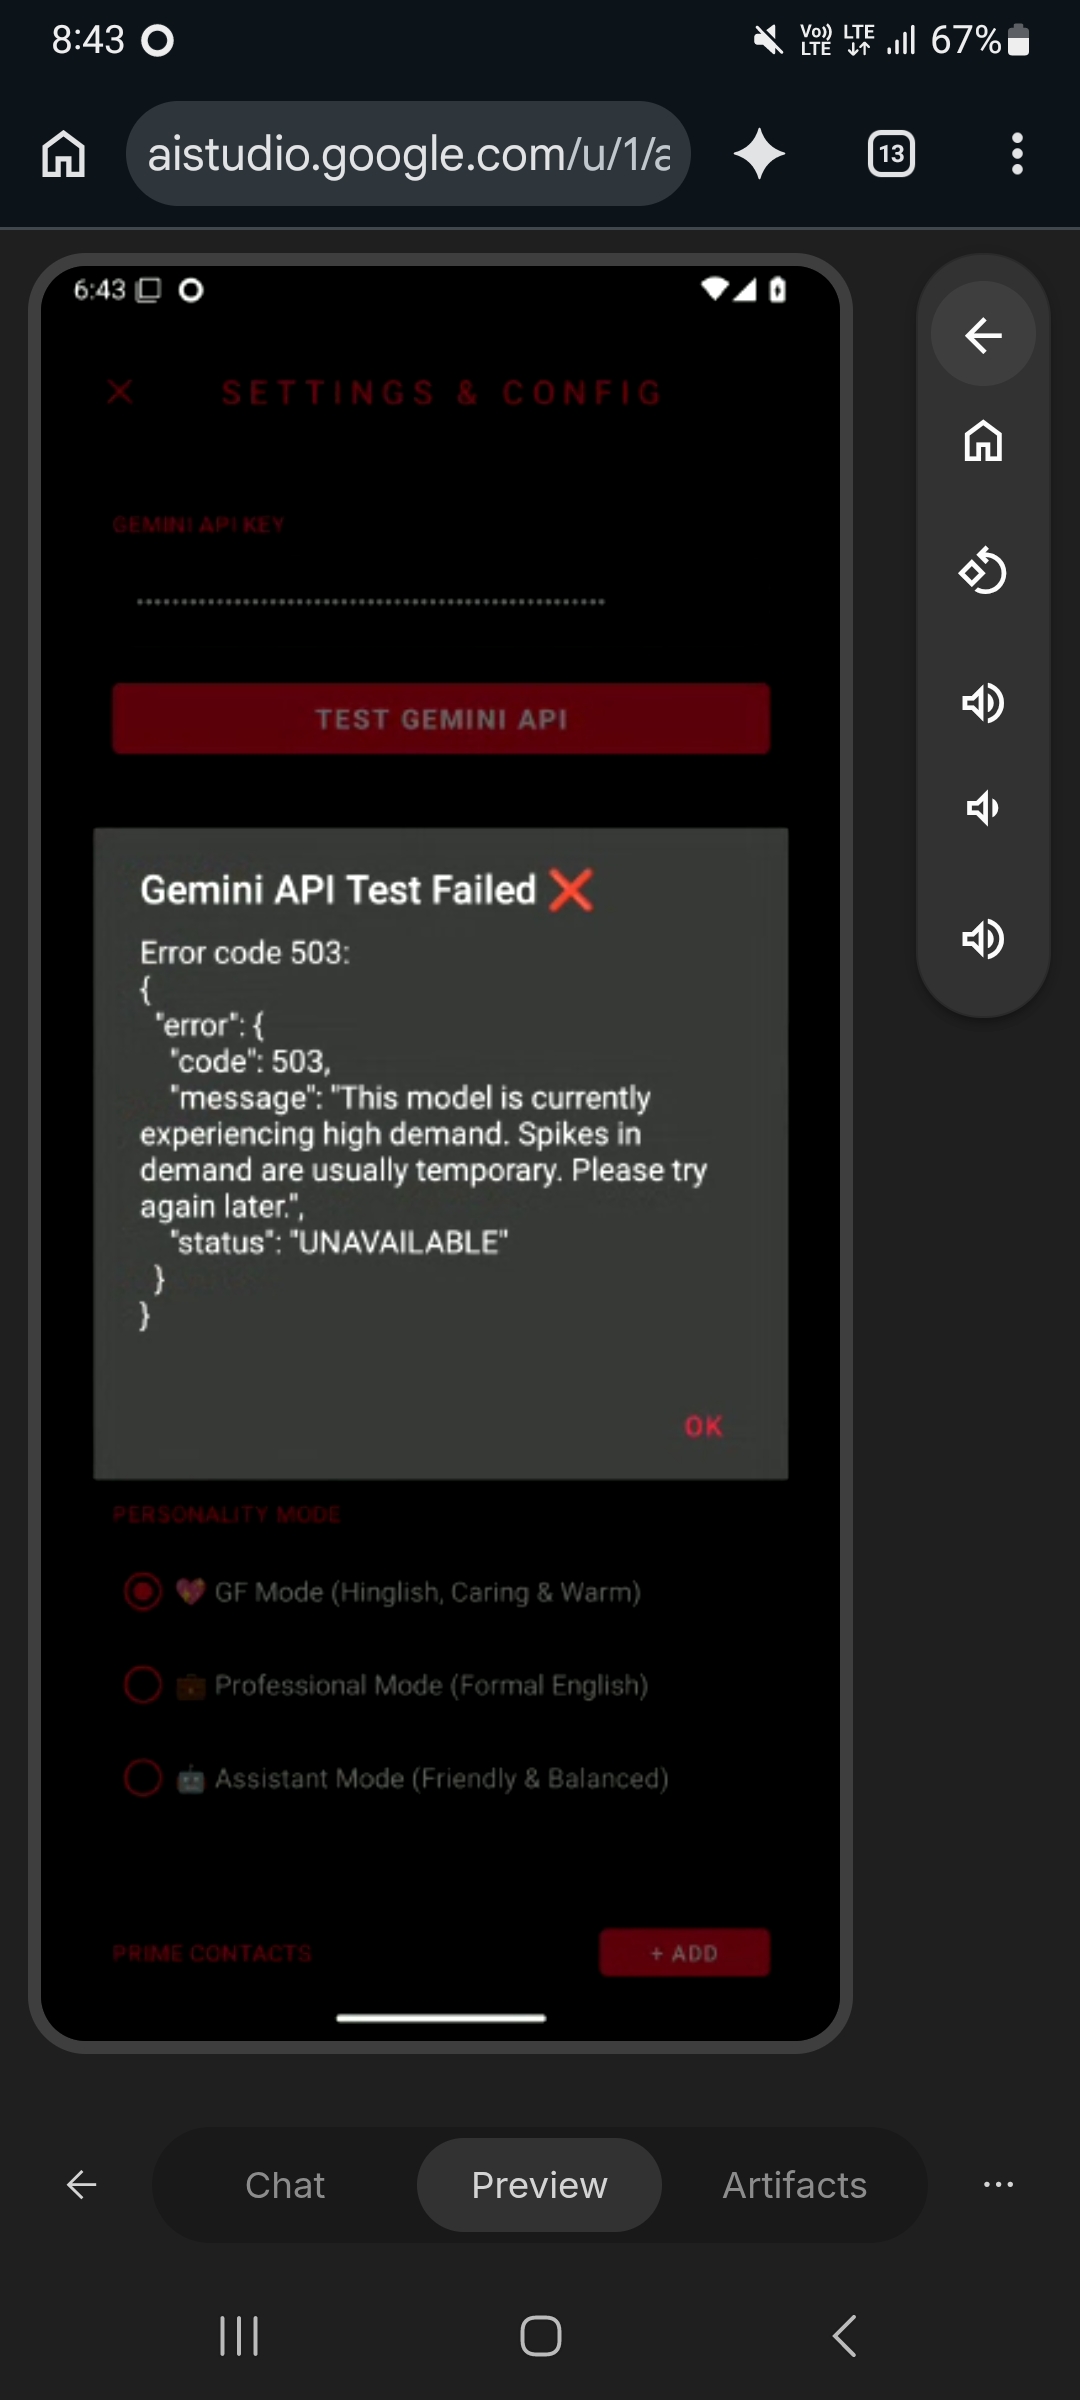 8:43 Vo)) LTE LTE 67%
aistudio.google.com/u/1/a 13
6:43
SETTINGS & CONFIG
GEMINI API KEY
••••••••••••••••••••••••••••••••••••••••••••••••••••
TEST GEMINI API
Gemini API Test Failed ❌
Error code 503:
{
"error": {
"code": 503,
"message": "This model is currently
experiencing high demand. Spikes in
demand are usually temporary. Please try
again later.",
"status": "UNAVAILABLE"
}
}
OK
PERSONALITY MODE
💖 GF Mode (Hinglish, Caring & Warm)
💼 Professional Mode (Formal English)
🤖 Assistant Mode (Friendly & Balanced)
PRIME CONTACTS + ADD
Chat Preview Artifacts